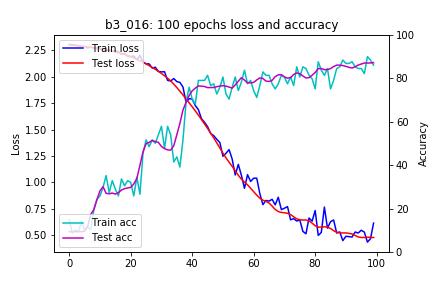 b3_016: 100 epochs loss and accuracy
Train loss
Test loss
Train acc
Test acc
Loss
2.25
2.00
1.75
1.50
1.25
1.00
0.75
0.50
Accuracy
100
80
60
40
20
0
0 20 40 60 80 100